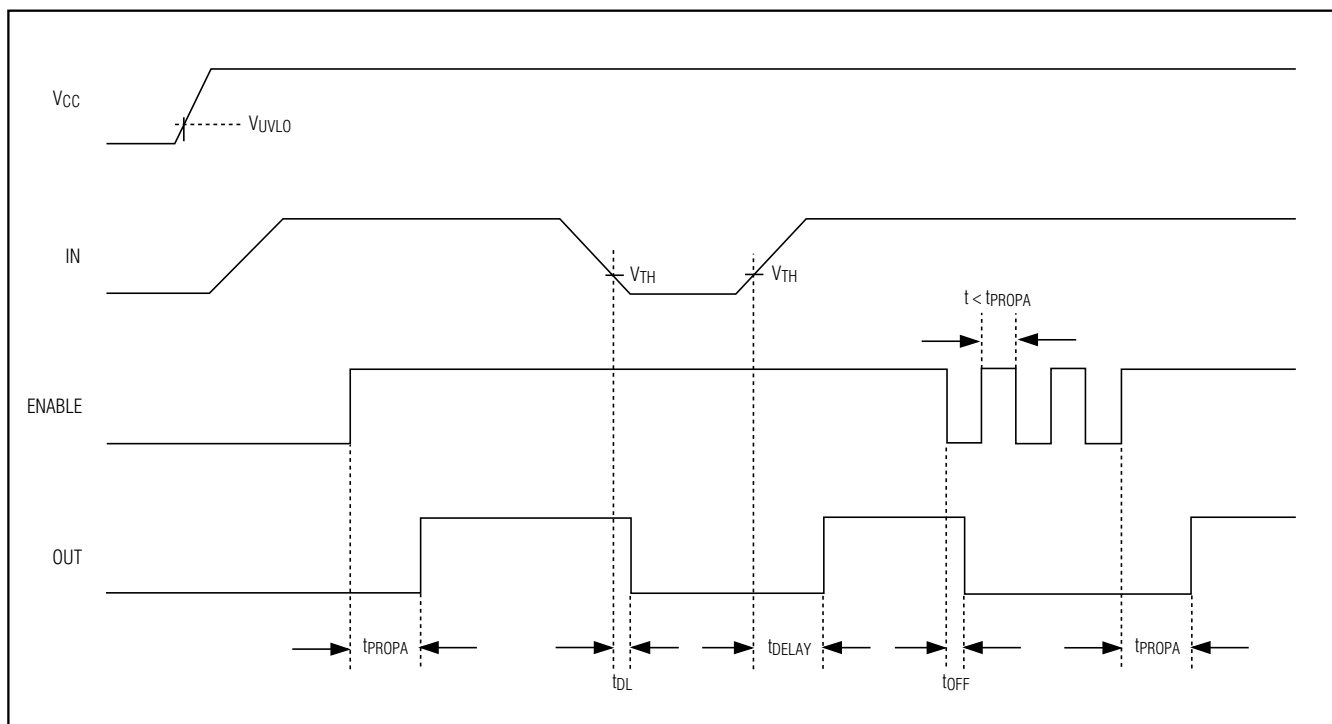 VCC
VUVLO
IN
VTH
VTH
t < tPROPA
ENABLE
OUT
tPROPA
tDL
tDELAY
tOFF
tPROPA